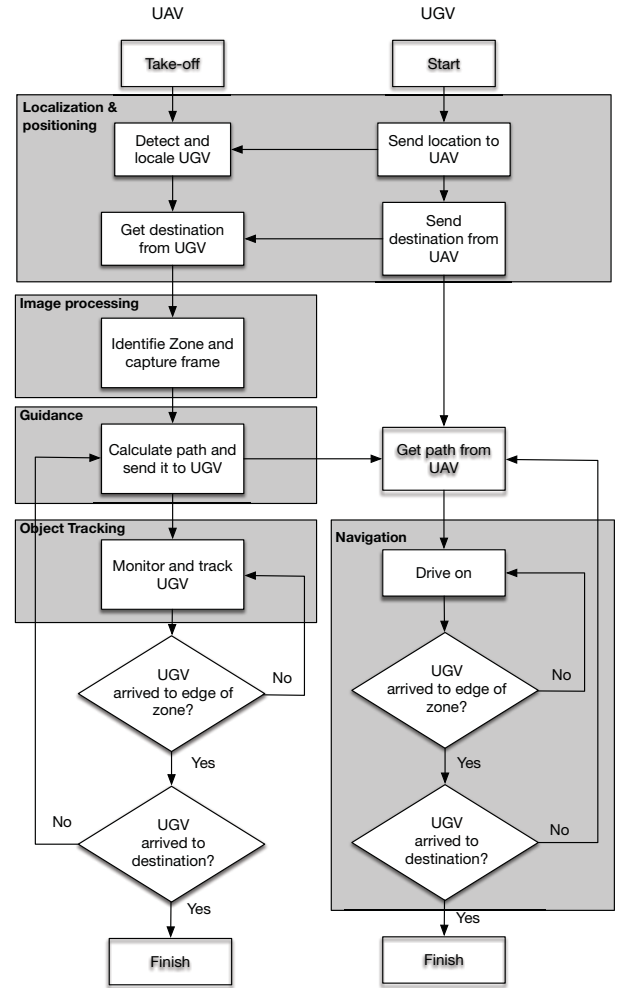 UAV
UGV
Take-off
Start
Localization &
positioning
Detect and
locale UGV
Send location to
UAV
Get destination
from UGV
Send
destination from
UAV
Image processing
Identifie Zone and
capture frame
Guidance
Calculate path and
send it to UGV
Get path from
UAV
Object Tracking
Navigation
Monitor and track
UGV
Drive on
UGV
arrived to edge of
zone?
No
UGV
arrived to edge of
zone?
No
Yes
Yes
No
UGV
arrived to
destination?
UGV
arrived to
destination?
No
Yes
Yes
Finish
Finish